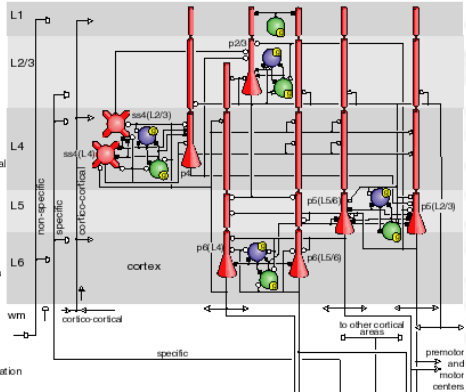 L1
L2/3
L4
L5
L6
wm
al
ation
non-specific
specific
cortico-cortical
cortico-cortical
specific
cortex
p2/3
ss4(L2/3)
ss4(L4)
p4
p5(L5/6)
p5(L2/3)
p6(L4)
p6(L5/6)
to other cortical
areas
premotor
and
motor
centers